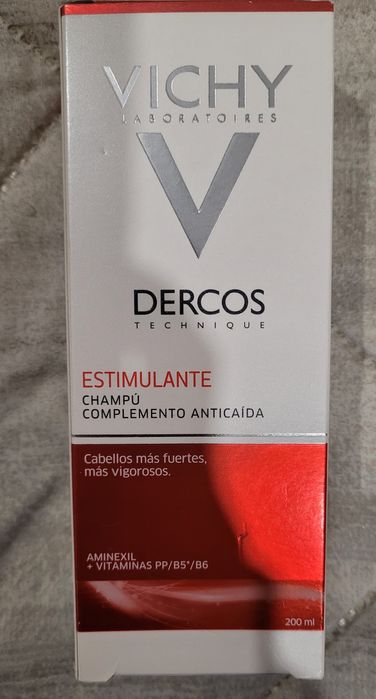 VICHY
LABORATOIRES
V
DERCOS
TECHNIQUE
ESTIMULANTE
CHAMPÚ
COMPLEMENTO ANTICAÍDA
Cabellos más fuertes,
más vigorosos.
AMINEXIL
+ VITAMINAS PP/B5*/B6
200 ml